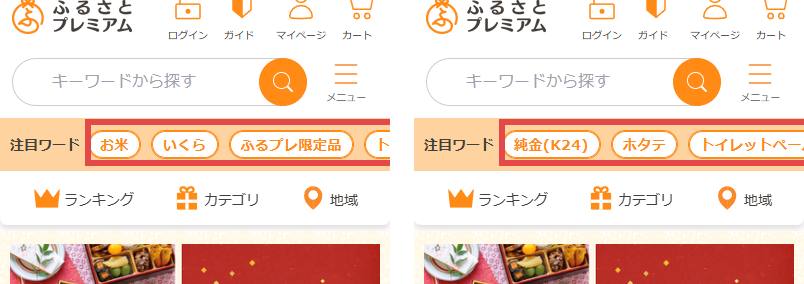 ふるさと
プレミアム
ログイン ガイド マイページ カート
キーワードから探す
メニュー
注目ワード お米 いくら ふるプレ限定品 ト
ランキング カテゴリ 地域
ふるさと
プレミアム
ログイン ガイド マイページ カート
キーワードから探す
メニュー
注目ワード 純金(K24) ホタテ トイレットペー
ランキング カテゴリ 地域